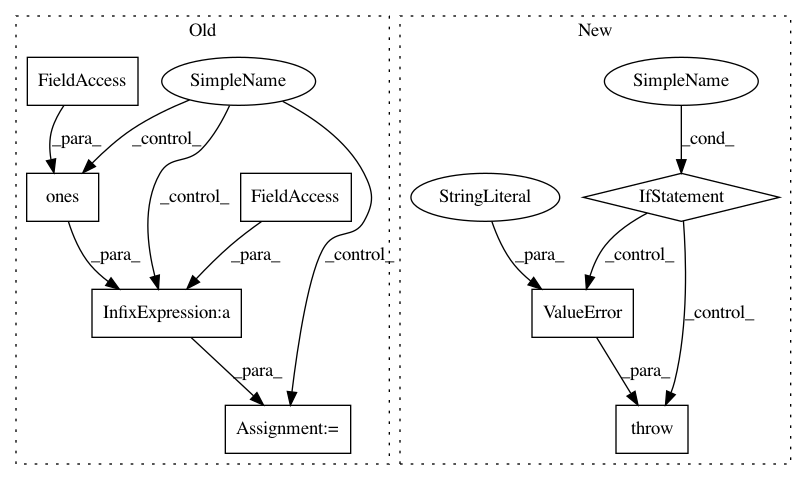 Old
New
FieldAccess
SimpleName
SimpleName
_para_
_control_
_cond_
ones
_control_
FieldAccess
StringLiteral
IfStatement
_para_
_para_
_control_
_para_
_control_
InfixExpression:a
ValueError
_control_
_para_
_para_
Assignment:=
throw